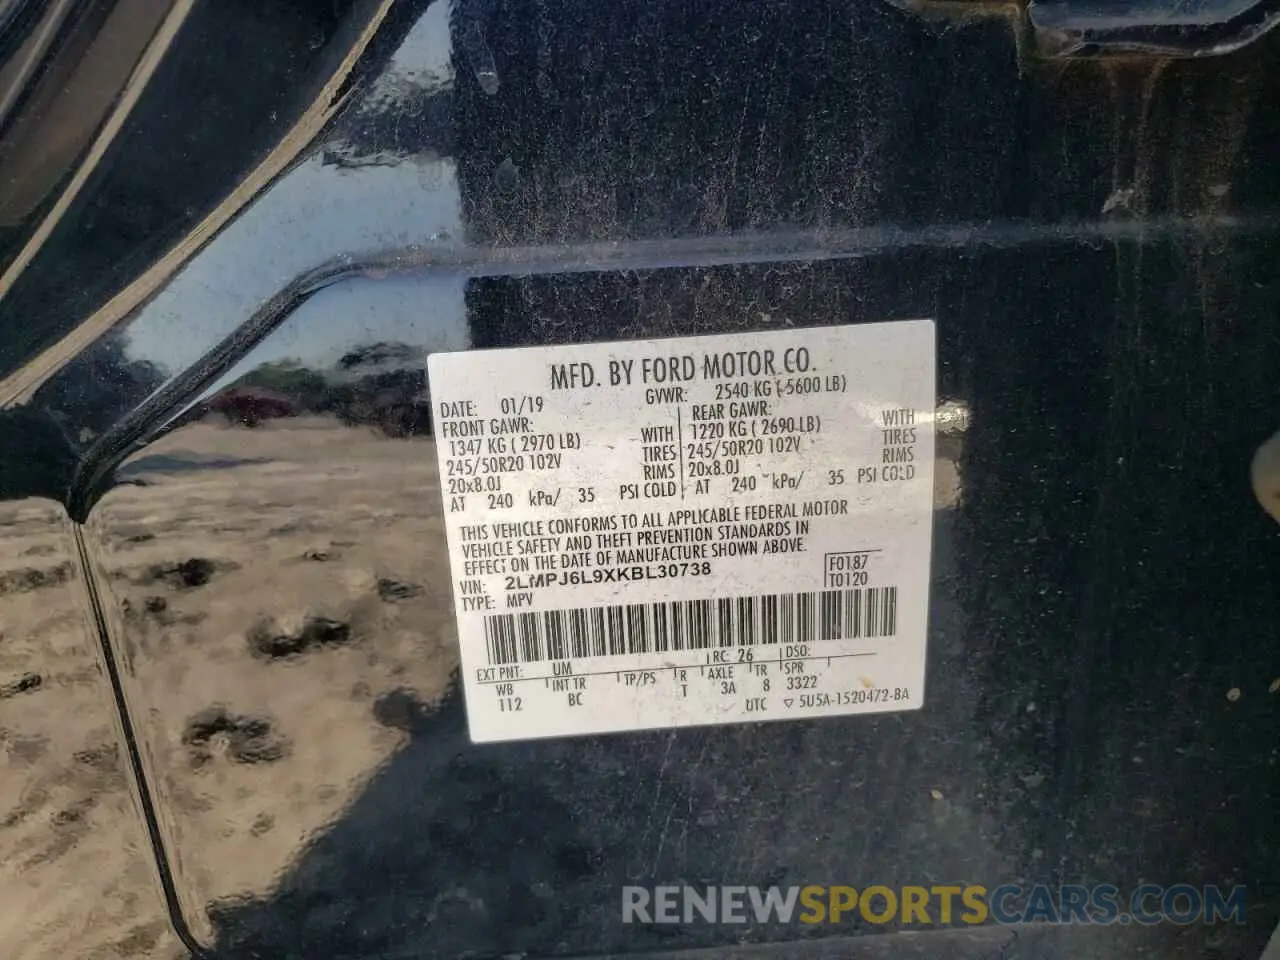 MFD. BY FORD MOTOR CO.
DATE: 01/19 GVWR: 2540 KG ( 5600 LB)
FRONT GAWR: REAR GAWR:
1347 KG ( 2970 LB) WITH 1220 KG ( 2690 LB) WITH
245/50R20 102V TIRES 245/50R20 102V TIRES
20x8.0J RIMS 20x8.0J RIMS
AT 240 kPa/ 35 PSI COLD AT 240 kPa/ 35 PSI COLD
THIS VEHICLE CONFORMS TO ALL APPLICABLE FEDERAL MOTOR
VEHICLE SAFETY AND THEFT PREVENTION STANDARDS IN
EFFECT ON THE DATE OF MANUFACTURE SHOWN ABOVE.
VIN: 2LMPJ6L9XKBL30738 F0187
TYPE: MPV T0120
EXT PNT: UM RC: 26 DSO:
WB INT TR TP/PS R AXLE TR SPR
112 BC T 3A 8 3322
UTC ▽ 5U5A-1520472-BA
RENEWSPORTSCARS.COM